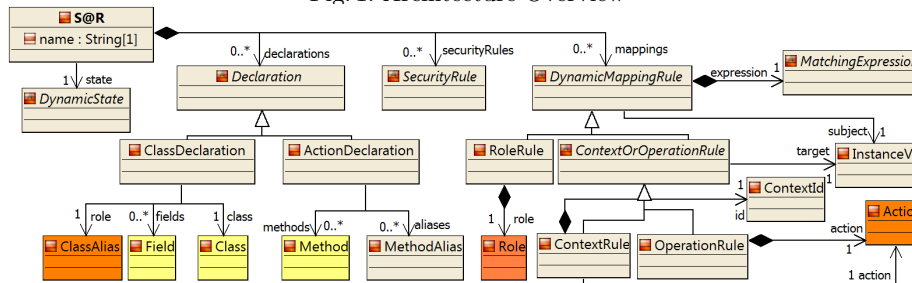 S@R
name : String[1]
0..* declarations
0..* securityRules
0..* mappings
1 state
Declaration
SecurityRule
DynamicMappingRule
expression 1
MatchingExpression
DynamicState
subject 1
ClassDeclaration
ActionDeclaration
RoleRule
ContextOrOperationRule
target 1
1 ContextId
id
1 role
0..* fields
1 class
methods 0..*
0..* aliases
1 role
action 1
ClassAlias
Field
Class
Method
MethodAlias
Role
ContextRule
OperationRule
1 action